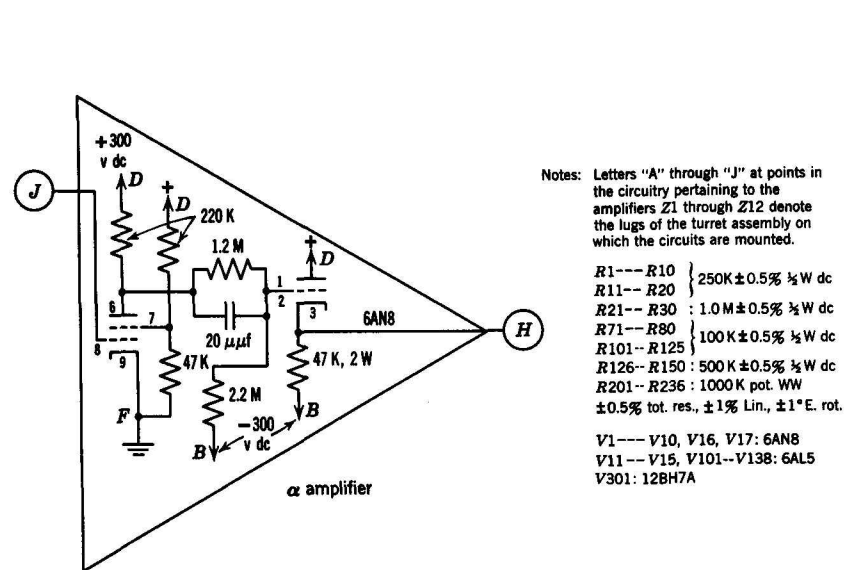 +300
v dc
D
+
D
220 K
J
1.2 M
+
D
1
2
3
6
7
8
9
20 μμf
6AN8
H
47 K
47 K, 2 W
2.2 M
F
B
B
−300
v dc
α amplifier
Notes: Letters "A" through "J" at points in
the circuitry pertaining to the
amplifiers Z1 through Z12 denote
the lugs of the turret assembly on
which the circuits are mounted.
R1---R10
R11--R20
250K±0.5% ½W dc
R21--R30 : 1.0M±0.5% ½W dc
R71--R80
R101--R125
100K±0.5% ½W dc
R126--R150 : 500K±0.5% ½W dc
R201--R236 : 1000K pot. WW
±0.5% tot. res., ±1% Lin., ±1°E. rot.
V1---V10, V16, V17: 6AN8
V11--V15, V101--V138: 6AL5
V301: 12BH7A